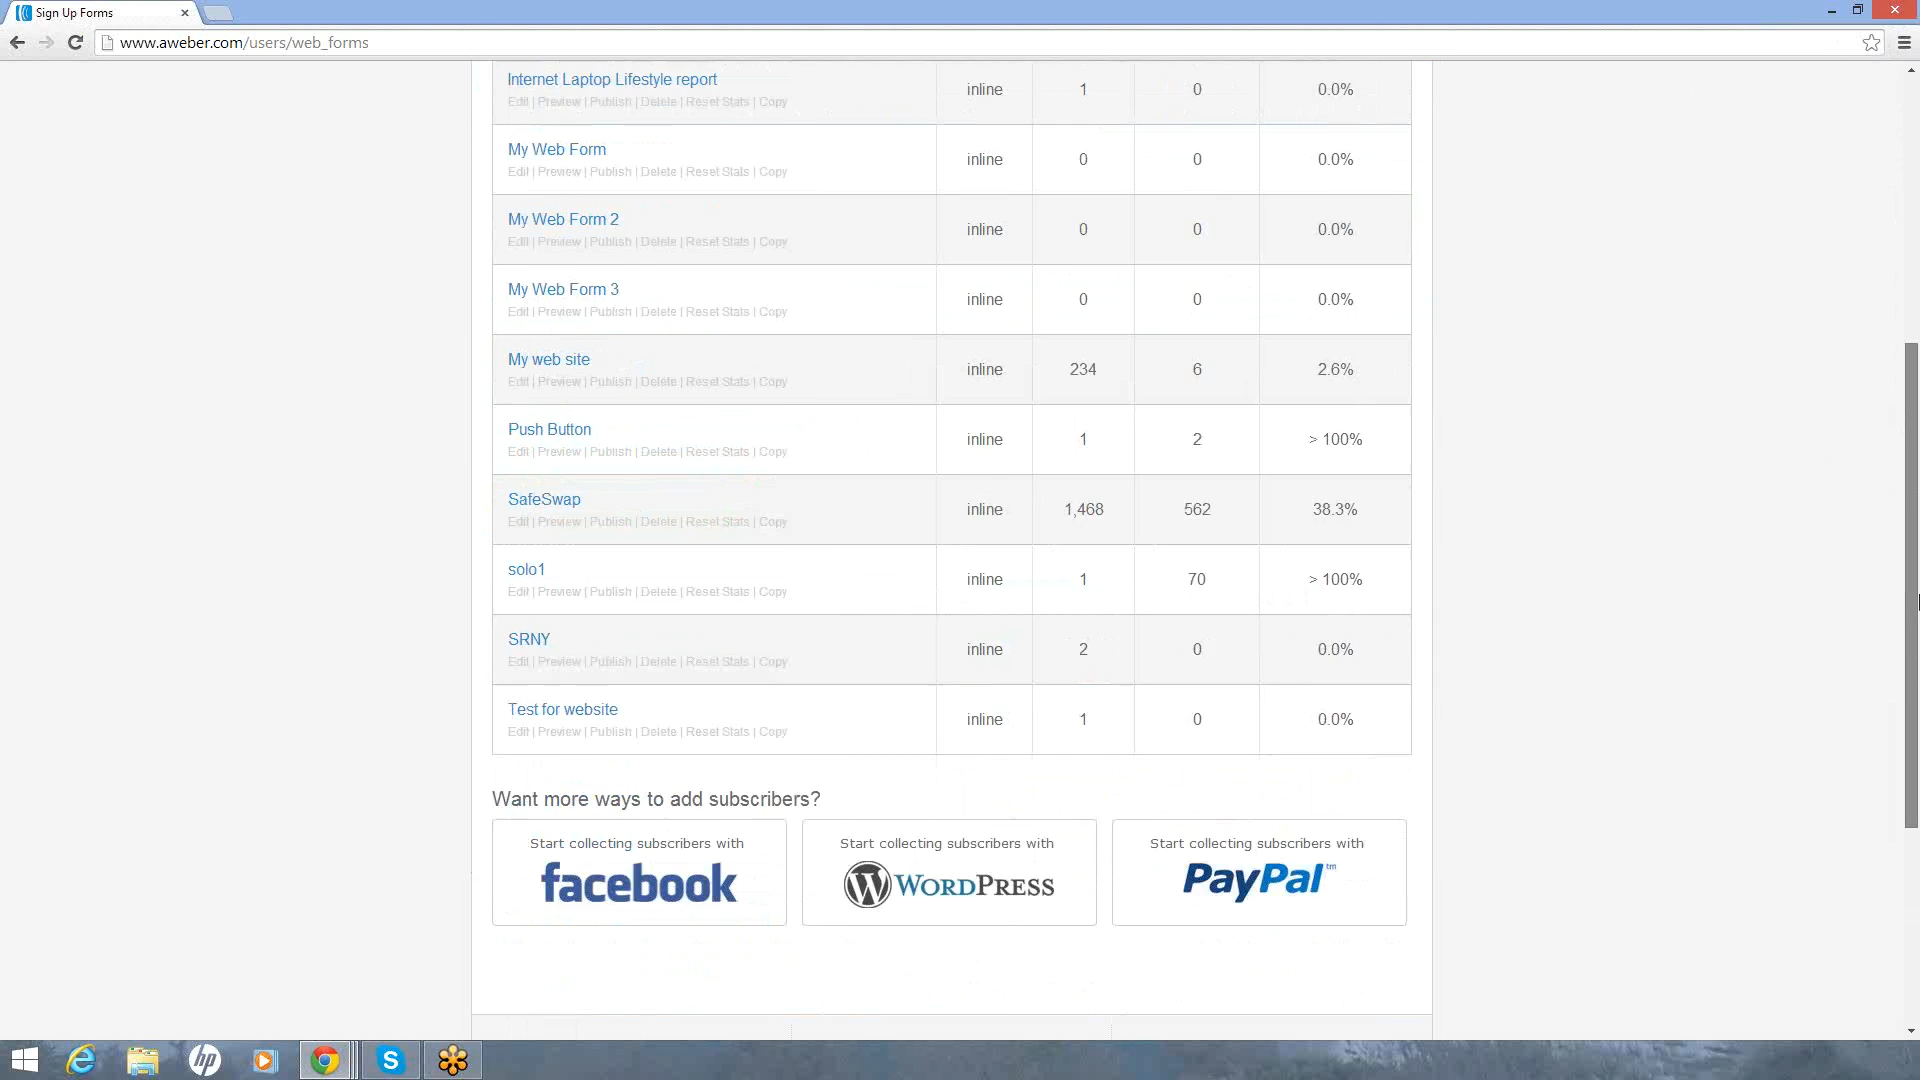 Sign Up Forms
www.aweber.com/users/web_forms
Internet Laptop Lifestyle report inline 1 0 0.0%
Edit | Preview | Publish | Delete | Reset Stats | Copy
My Web Form inline 0 0 0.0%
Edit | Preview | Publish | Delete | Reset Stats | Copy
My Web Form 2 inline 0 0 0.0%
Edit | Preview | Publish | Delete | Reset Stats | Copy
My Web Form 3 inline 0 0 0.0%
Edit | Preview | Publish | Delete | Reset Stats | Copy
My web site inline 234 6 2.6%
Edit | Preview | Publish | Delete | Reset Stats | Copy
Push Button inline 1 2 > 100%
Edit | Preview | Publish | Delete | Reset Stats | Copy
SafeSwap inline 1,468 562 38.3%
Edit | Preview | Publish | Delete | Reset Stats | Copy
solo1 inline 1 70 > 100%
Edit | Preview | Publish | Delete | Reset Stats | Copy
SRNY inline 2 0 0.0%
Edit | Preview | Publish | Delete | Reset Stats | Copy
Test for website inline 1 0 0.0%
Edit | Preview | Publish | Delete | Reset Stats | Copy
Want more ways to add subscribers?
Start collecting subscribers with
facebook
Start collecting subscribers with
WORDPRESS
Start collecting subscribers with
PayPal™
hp